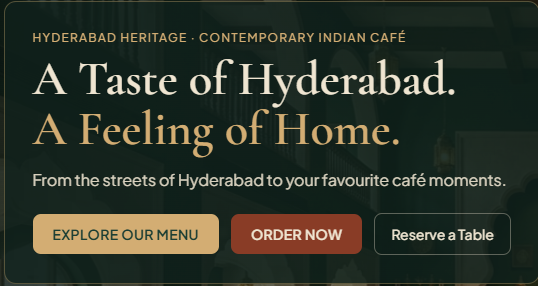 HYDERABAD HERITAGE · CONTEMPORARY INDIAN CAFÉ
A Taste of Hyderabad.
A Feeling of Home.
From the streets of Hyderabad to your favourite café moments.
EXPLORE OUR MENU
ORDER NOW
Reserve a Table